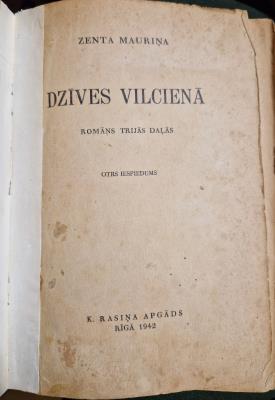 ZENTA MAURIŅA
DZĪVES VILCIENĀ
ROMĀNS TRIJĀS DAĻĀS
OTRS IESPIEDUMS
K. RASIŅA APGĀDS
RĪGĀ 1942